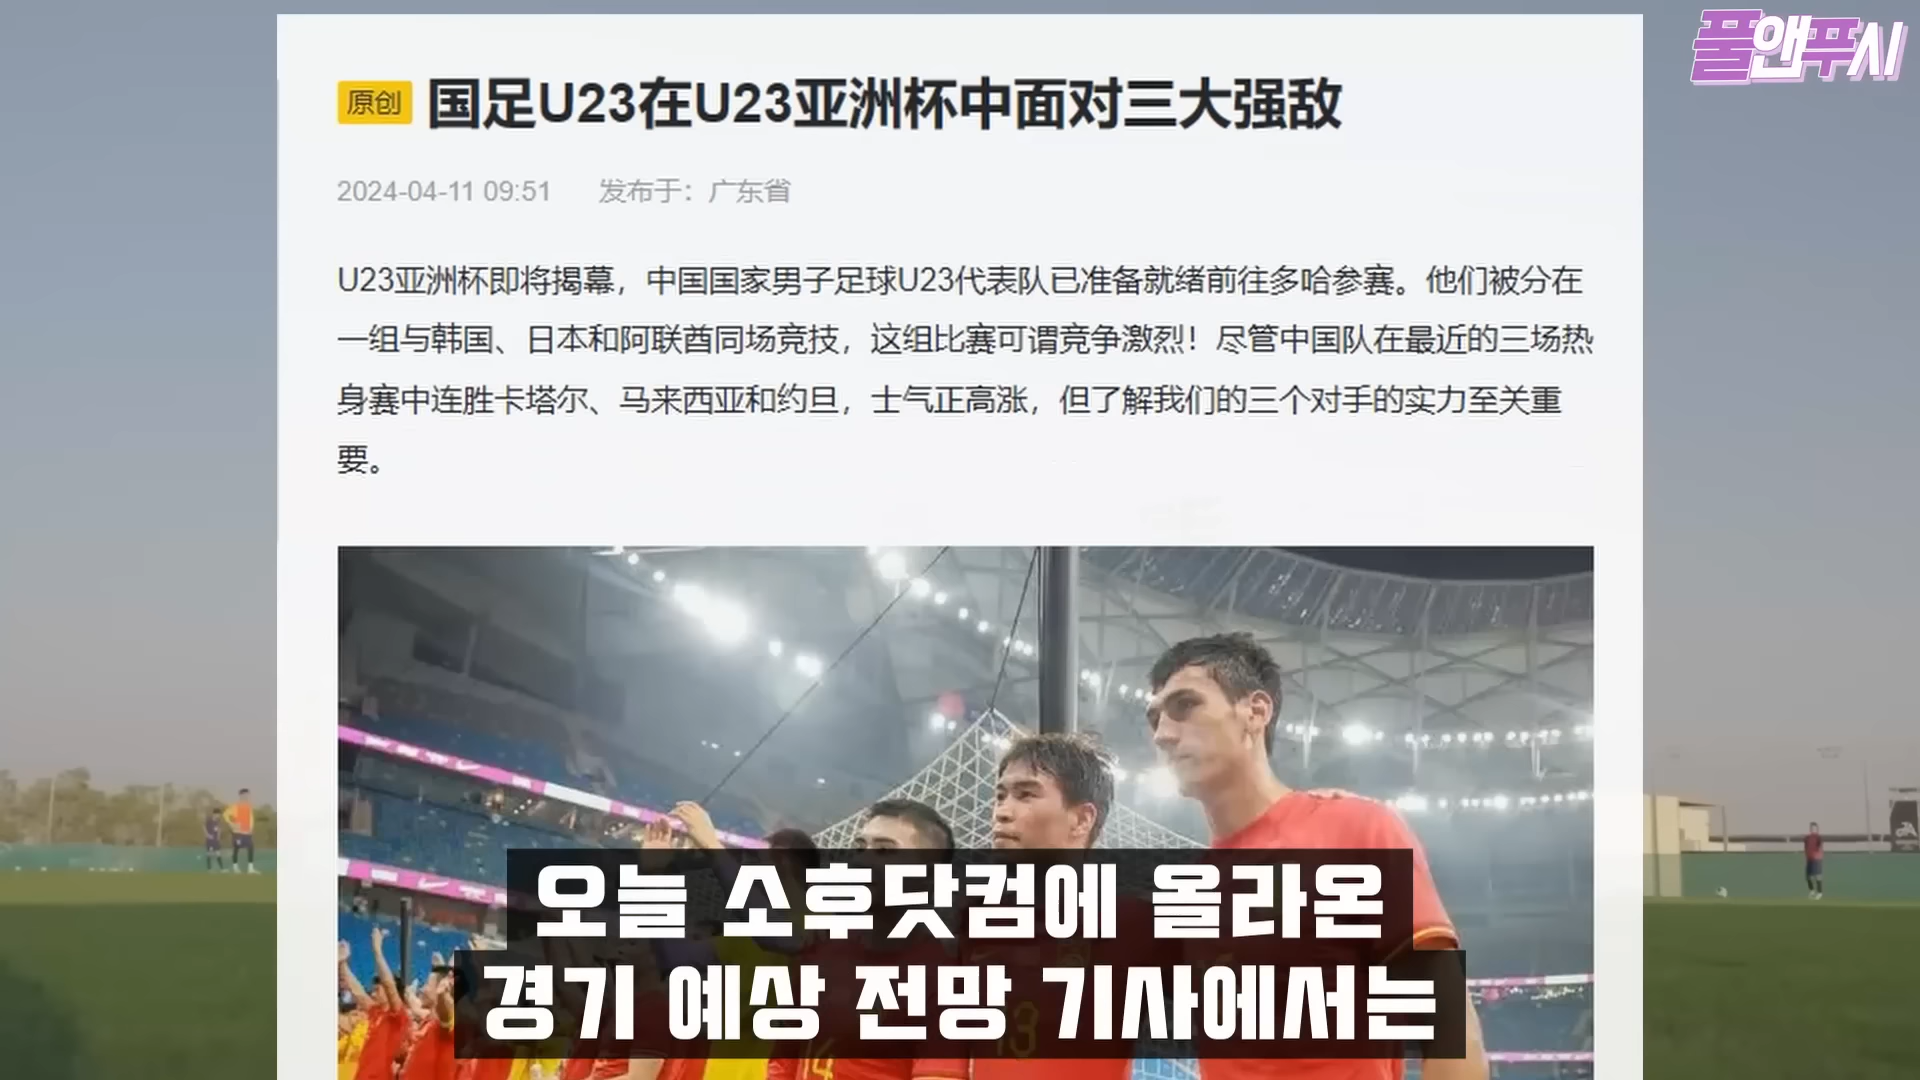 풀앤푸시
原创 国足U23在U23亚洲杯中面对三大强敌
2024-04-11 09:51 发布于：广东省
U23亚洲杯即将揭幕，中国国家男子足球U23代表队已准备就绪前往多哈参赛。他们被分在
一组与韩国、日本和阿联酋同场竞技，这组比赛可谓竞争激烈！尽管中国队在最近的三场热
身赛中连胜卡塔尔、马来西亚和约旦，士气正高涨，但了解我们的三个对手的实力至关重
要。
오늘 소후닷컴에 올라온
경기 예상 전망 기사에서는
13
14